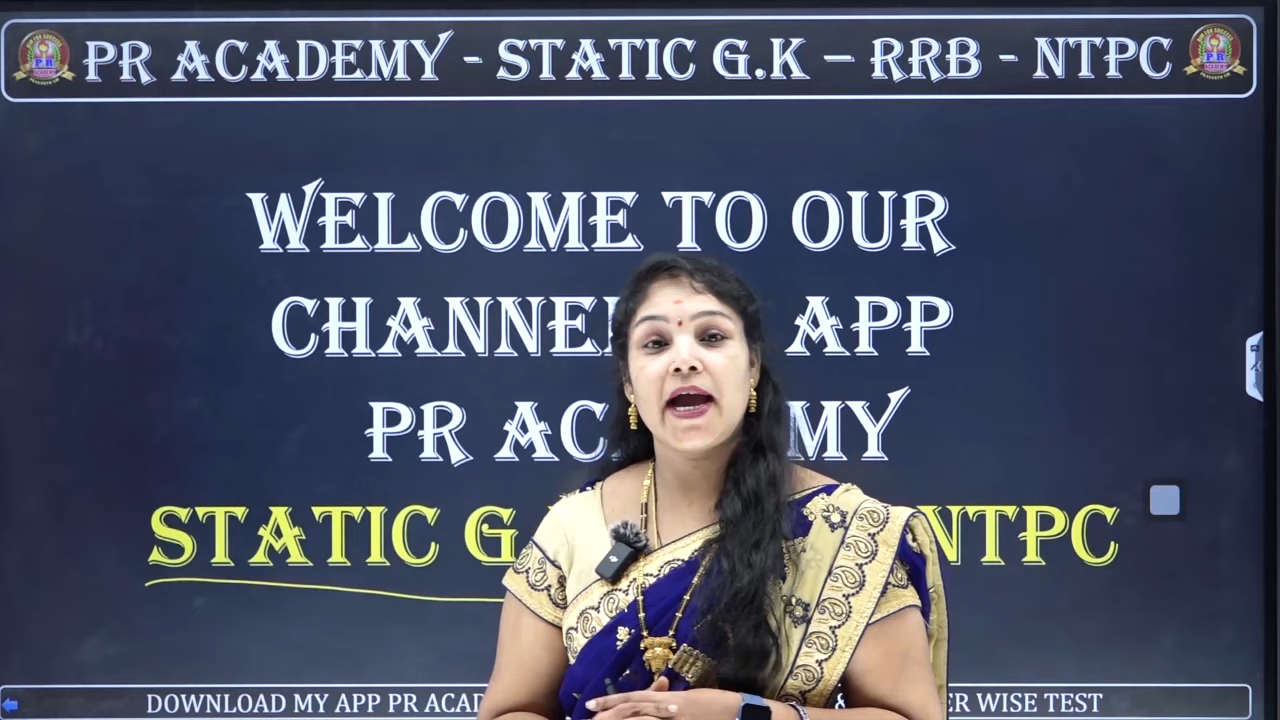 PR ACADEMY - STATIC G.K – RRB - NTPC
WELCOME TO OUR
CHANNE APP
PR AC MY
STATIC G NTPC
DOWNLOAD MY APP PR ACAD ER WISE TEST